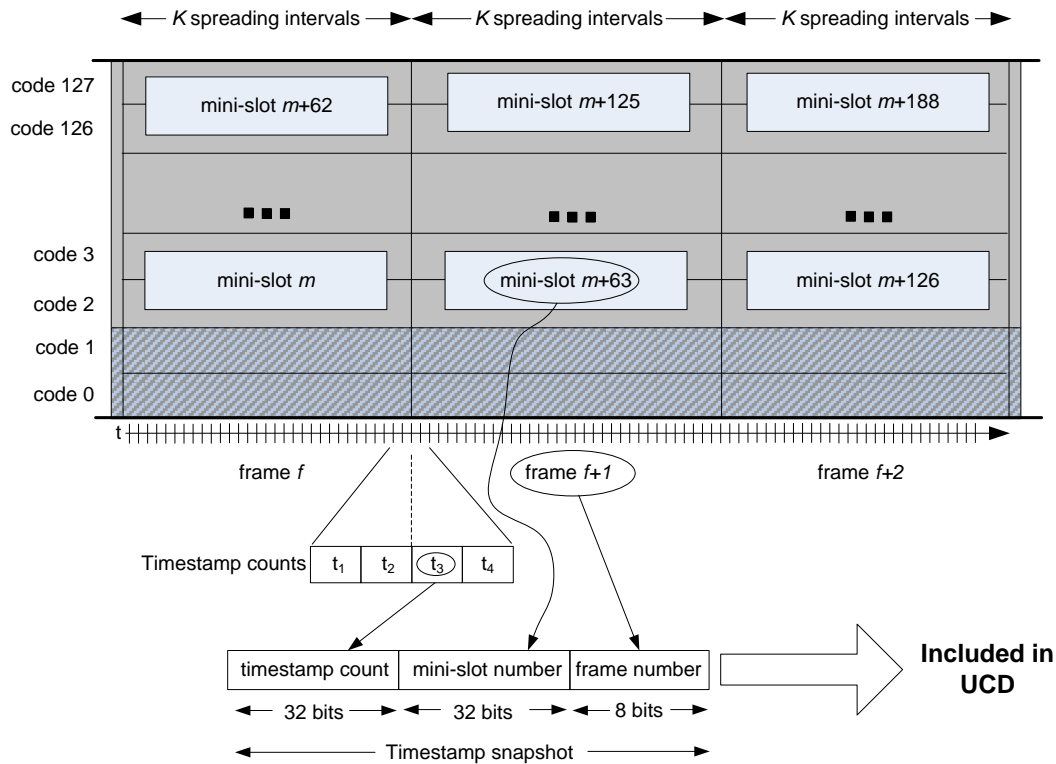 K spreading intervals K spreading intervals K spreading intervals
code 127
mini-slot m+62 mini-slot m+125 mini-slot m+188
code 126
code 3
mini-slot m mini-slot m+63 mini-slot m+126
code 2
code 1
code 0
t
frame f frame f+1 frame f+2
Timestamp counts t1 t2 t3 t4
timestamp count mini-slot number frame number
Included in
UCD
32 bits 32 bits 8 bits
Timestamp snapshot